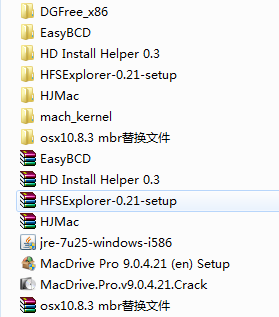 DGFree_x86
EasyBCD
HD Install Helper 0.3
HFSExplorer-0.21-setup
HJMac
mach_kernel
osx10.8.3 mbr替换文件
EasyBCD
HD Install Helper 0.3
HFSExplorer-0.21-setup
HJMac
jre-7u25-windows-i586
MacDrive Pro 9.0.4.21 (en) Setup
MacDrive.Pro.v9.0.4.21.Crack
osx10.8.3 mbr替换文件